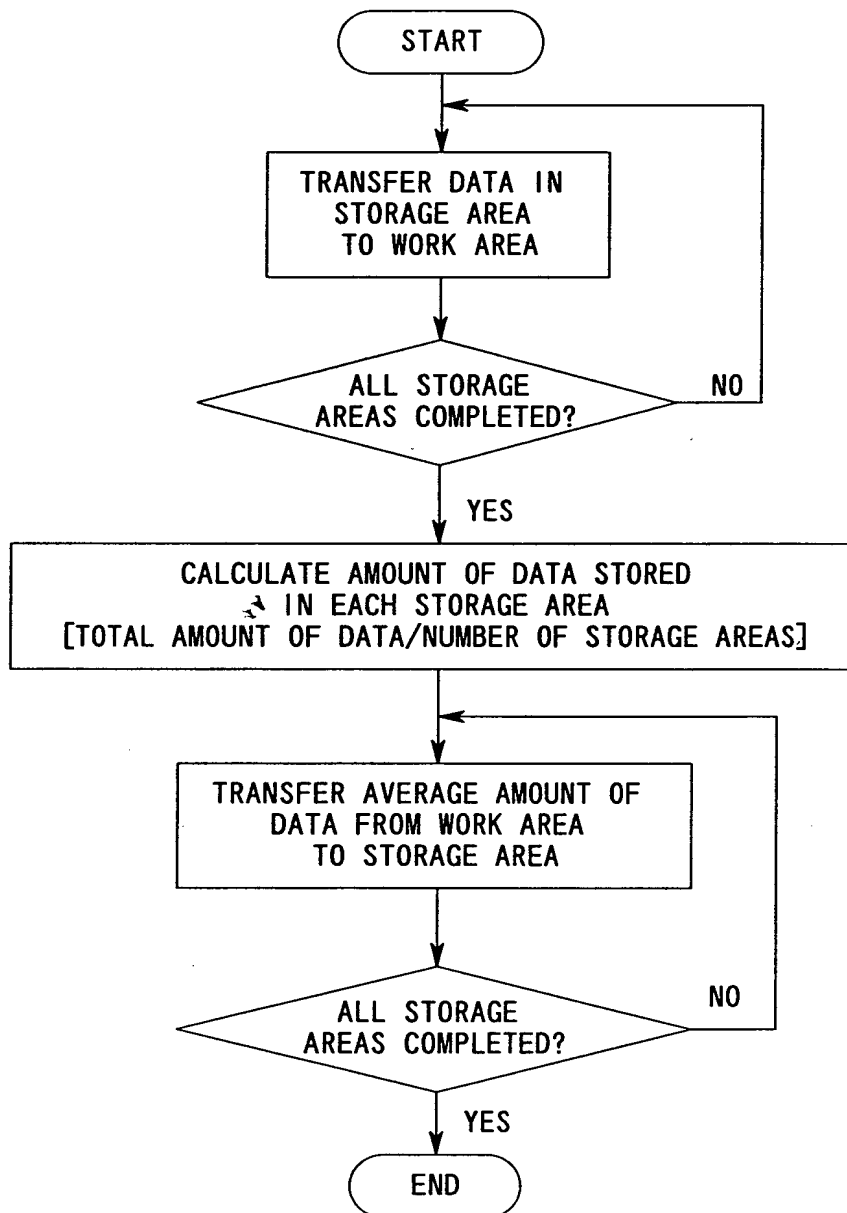 START
TRANSFER DATA IN
STORAGE AREA
TO WORK AREA
ALL STORAGE
AREAS COMPLETED?
NO
YES
CALCULATE AMOUNT OF DATA STORED
IN EACH STORAGE AREA
[TOTAL AMOUNT OF DATA/NUMBER OF STORAGE AREAS]
TRANSFER AVERAGE AMOUNT OF
DATA FROM WORK AREA
TO STORAGE AREA
ALL STORAGE
AREAS COMPLETED?
NO
YES
END